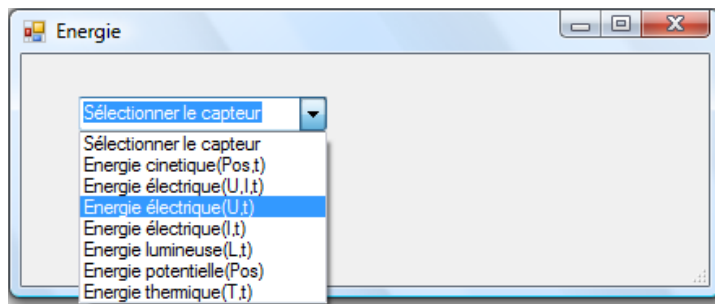 Energie
Sélectionner le capteur
Sélectionner le capteur
Energie cinetique(Pos,t)
Energie électrique(U,I,t)
Energie électrique(U,t)
Energie électrique(I,t)
Energie lumineuse(L,t)
Energie potentielle(Pos)
Energie thermique(T,t)